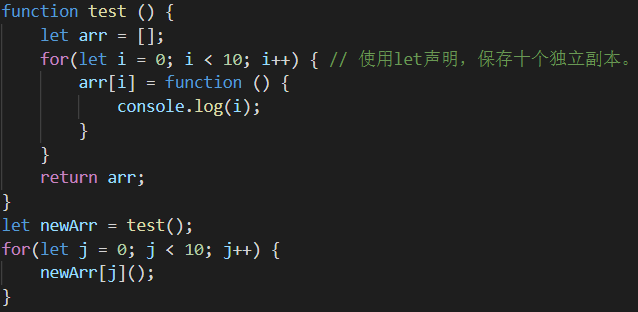 function test () {
    let arr = [];
    for(let i = 0; i < 10; i++) { // 使用let声明，保存十个独立副本。
        arr[i] = function () {
            console.log(i);
        }
    }
    return arr;
}
let newArr = test();
for(let j = 0; j < 10; j++) {
    newArr[j]();
}